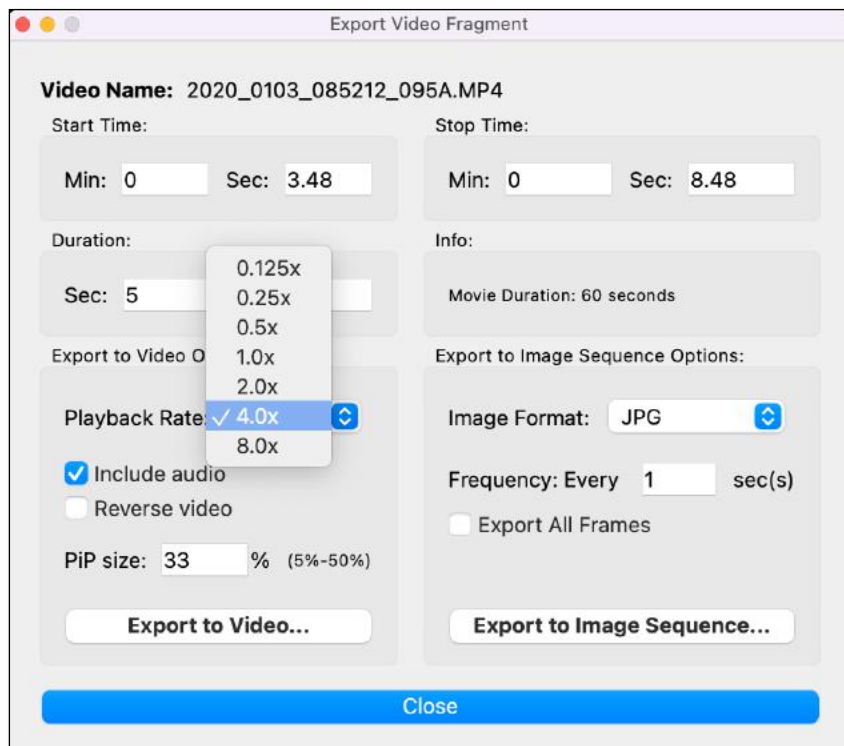 Export Video Fragment
Video Name: 2020_0103_085212_095A.MP4
Start Time:
Min: 0 Sec: 3.48
Stop Time:
Min: 0 Sec: 8.48
Duration:
Sec: 5
Info:
Movie Duration: 60 seconds
Export to Video O
Playback Rate:
0.125x
0.25x
0.5x
1.0x
2.0x
✓ 4.0x
8.0x
Include audio
Reverse video
PiP size: 33 % (5%-50%)
Export to Video...
Export to Image Sequence Options:
Image Format: JPG
Frequency: Every 1 sec(s)
Export All Frames
Export to Image Sequence...
Close